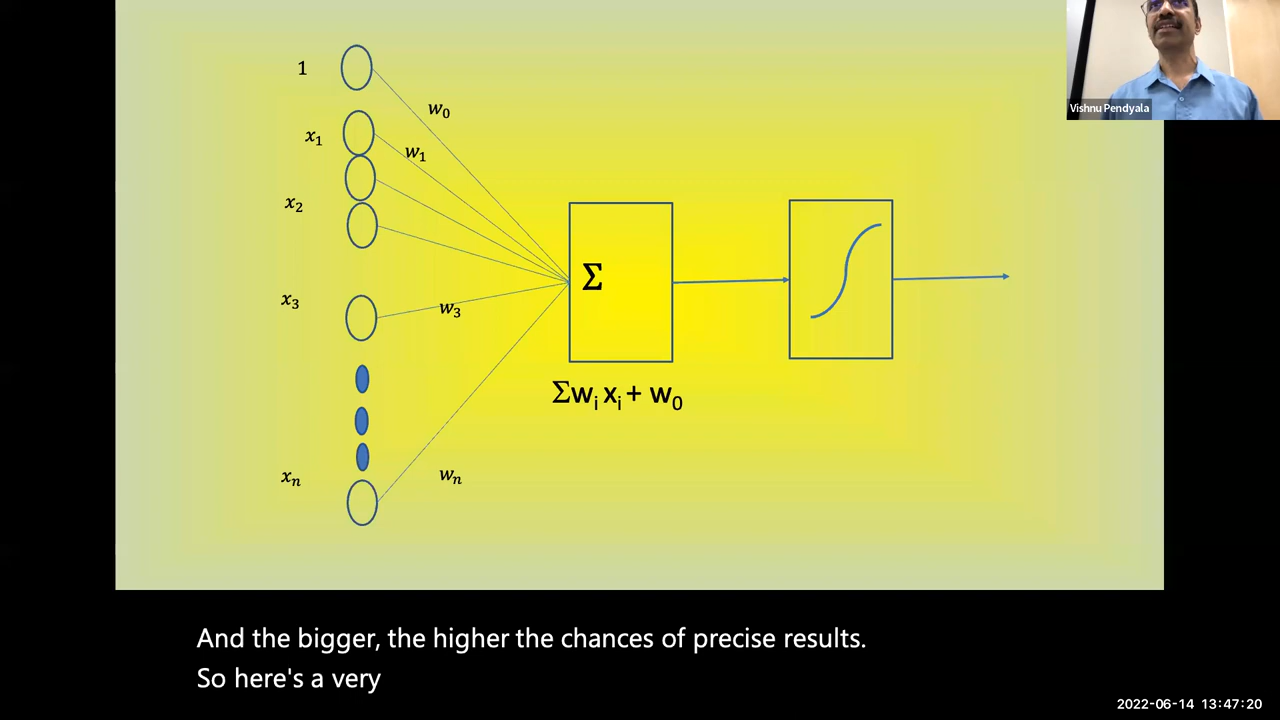 1
w₀
x₁
w₁
x₂
Σ
x₃
w₃
Σwᵢ xᵢ + w₀
xₙ
wₙ
Vishnu Pendyala
And the bigger, the higher the chances of precise results.
So here's a very
2022-06-14 13:47:20